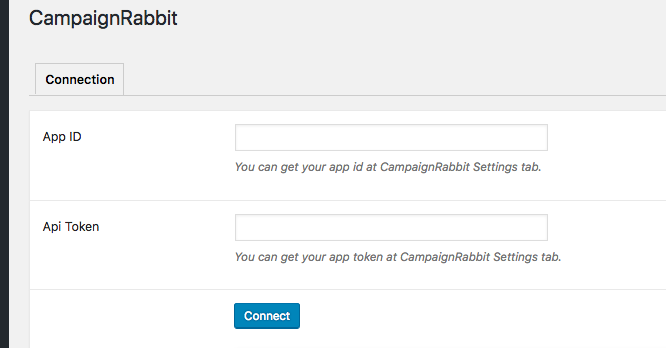 CampaignRabbit
Connection
App ID
You can get your app id at CampaignRabbit Settings tab.
Api Token
You can get your app token at CampaignRabbit Settings tab.
Connect